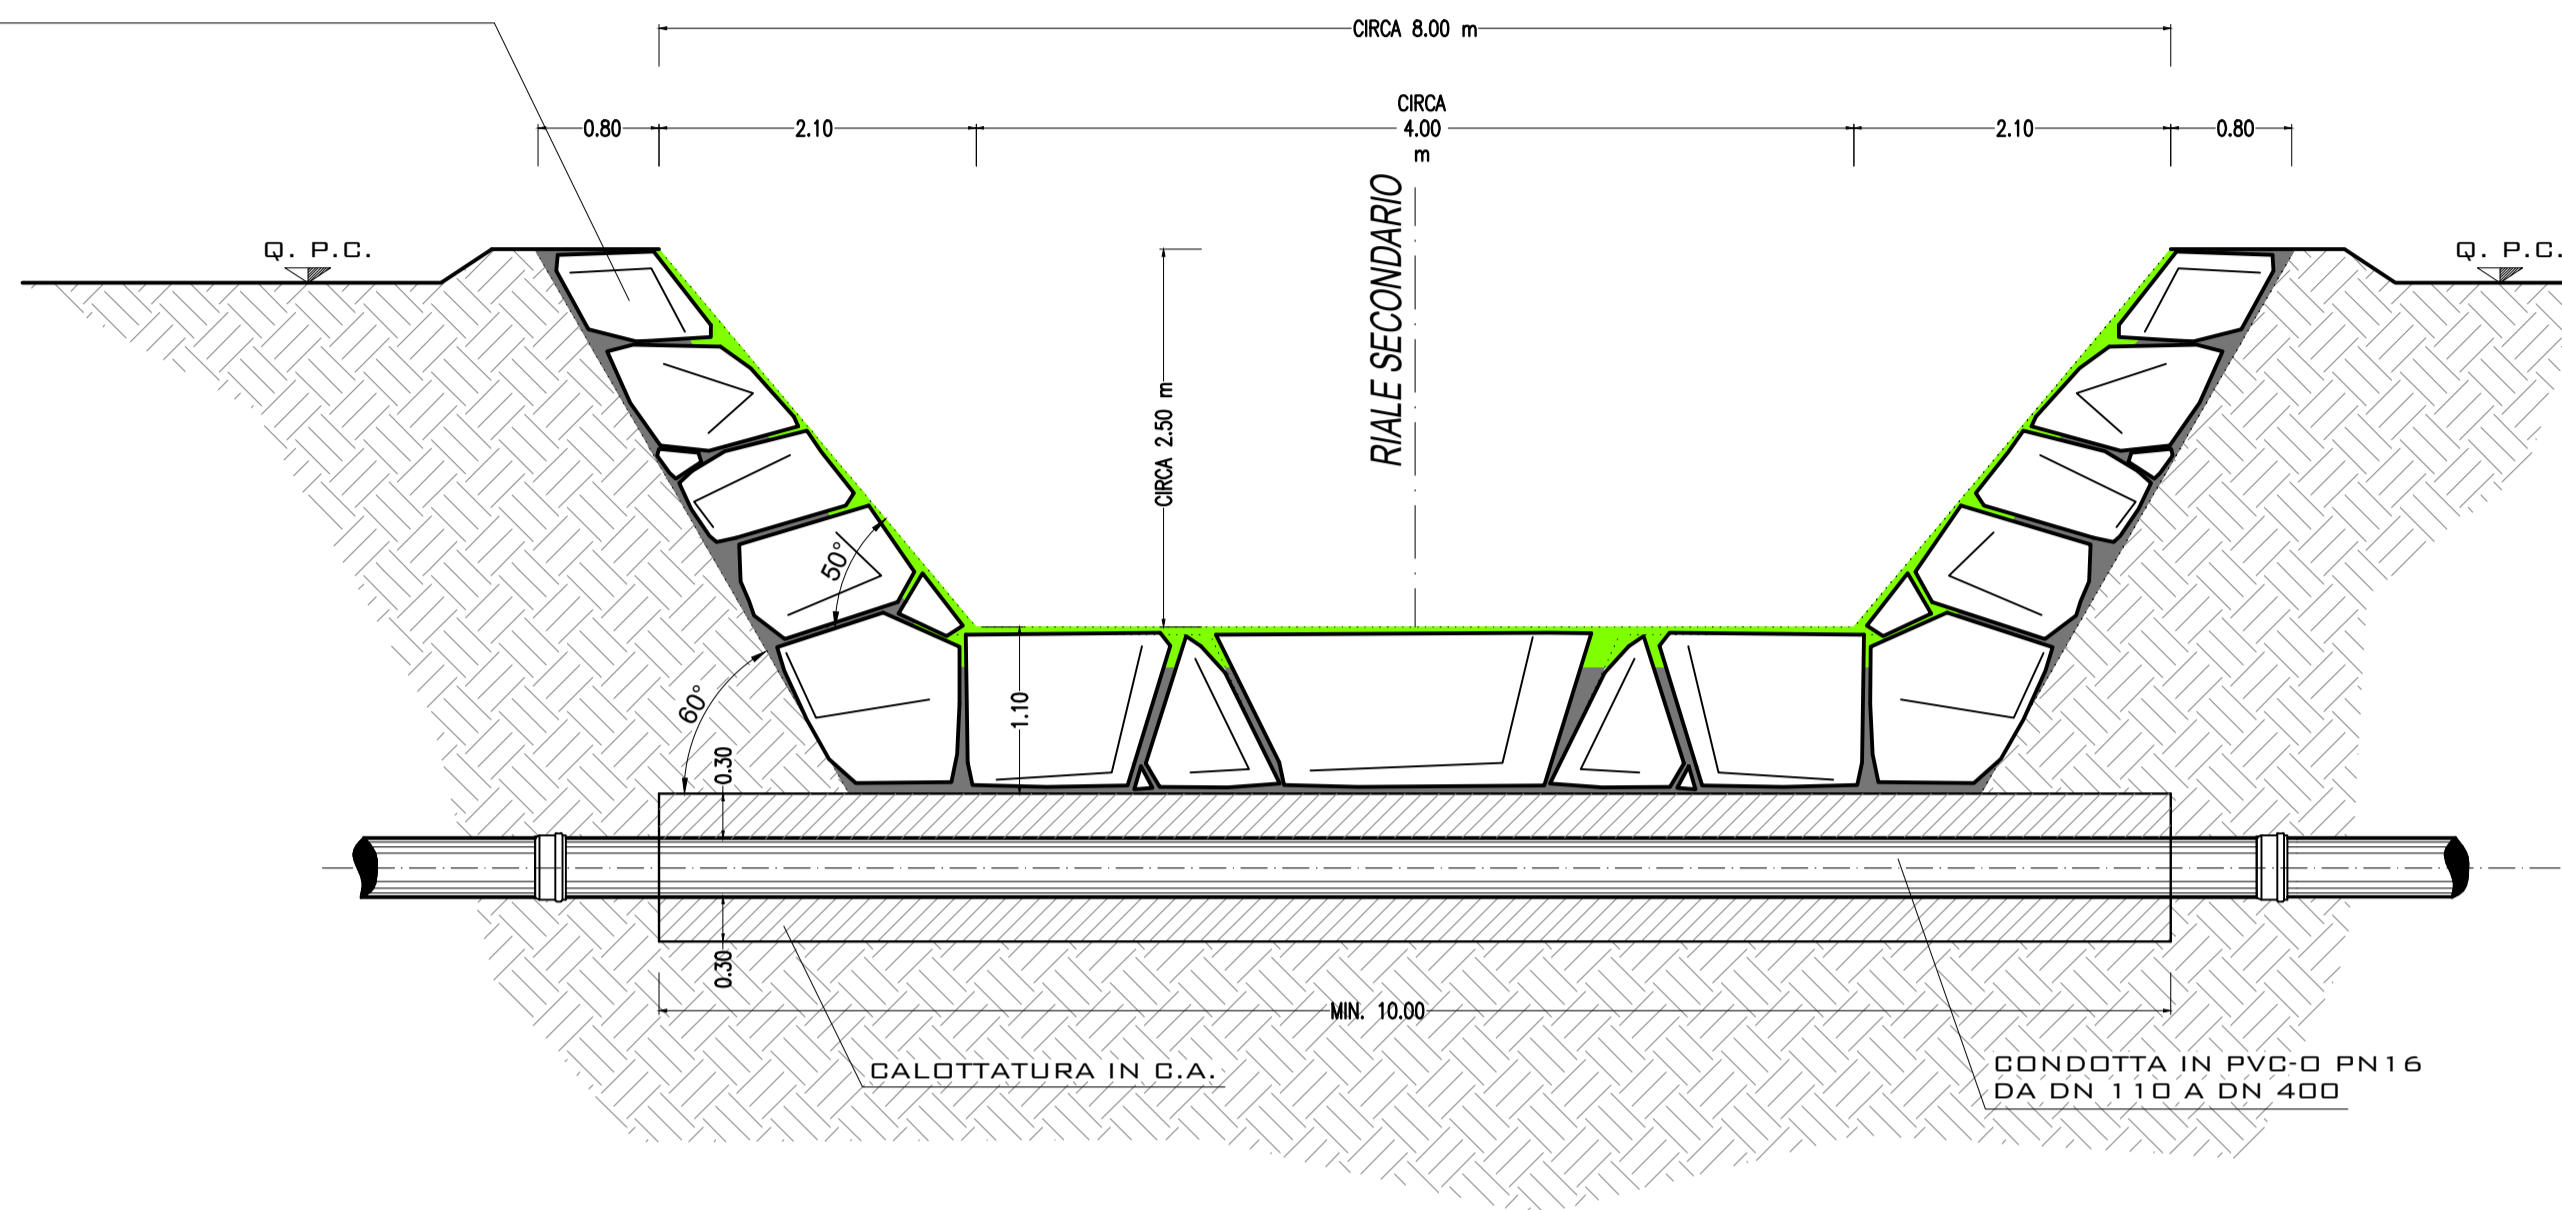 CIRCA 8.00 m
CIRCA
0.80
2.10
4.00
2.10
0.80
m
RIALE SECONDARIO
Q. P.C.
Q. P.C.
CIRCA 2.50 m
50°
60°
1.10
0.30
0.30
MIN. 10.00
CALOTTATURA IN C.A.
CONDOTTA IN PVC-O PN16
DA DN 110 A DN 400